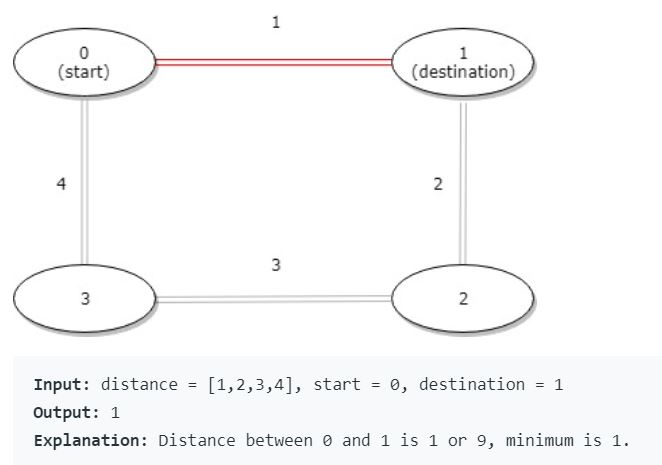 1
0
(start)
1
(destination)
4
2
3
3
2
Input: distance = [1,2,3,4], start = 0, destination = 1
Output: 1
Explanation: Distance between 0 and 1 is 1 or 9, minimum is 1.